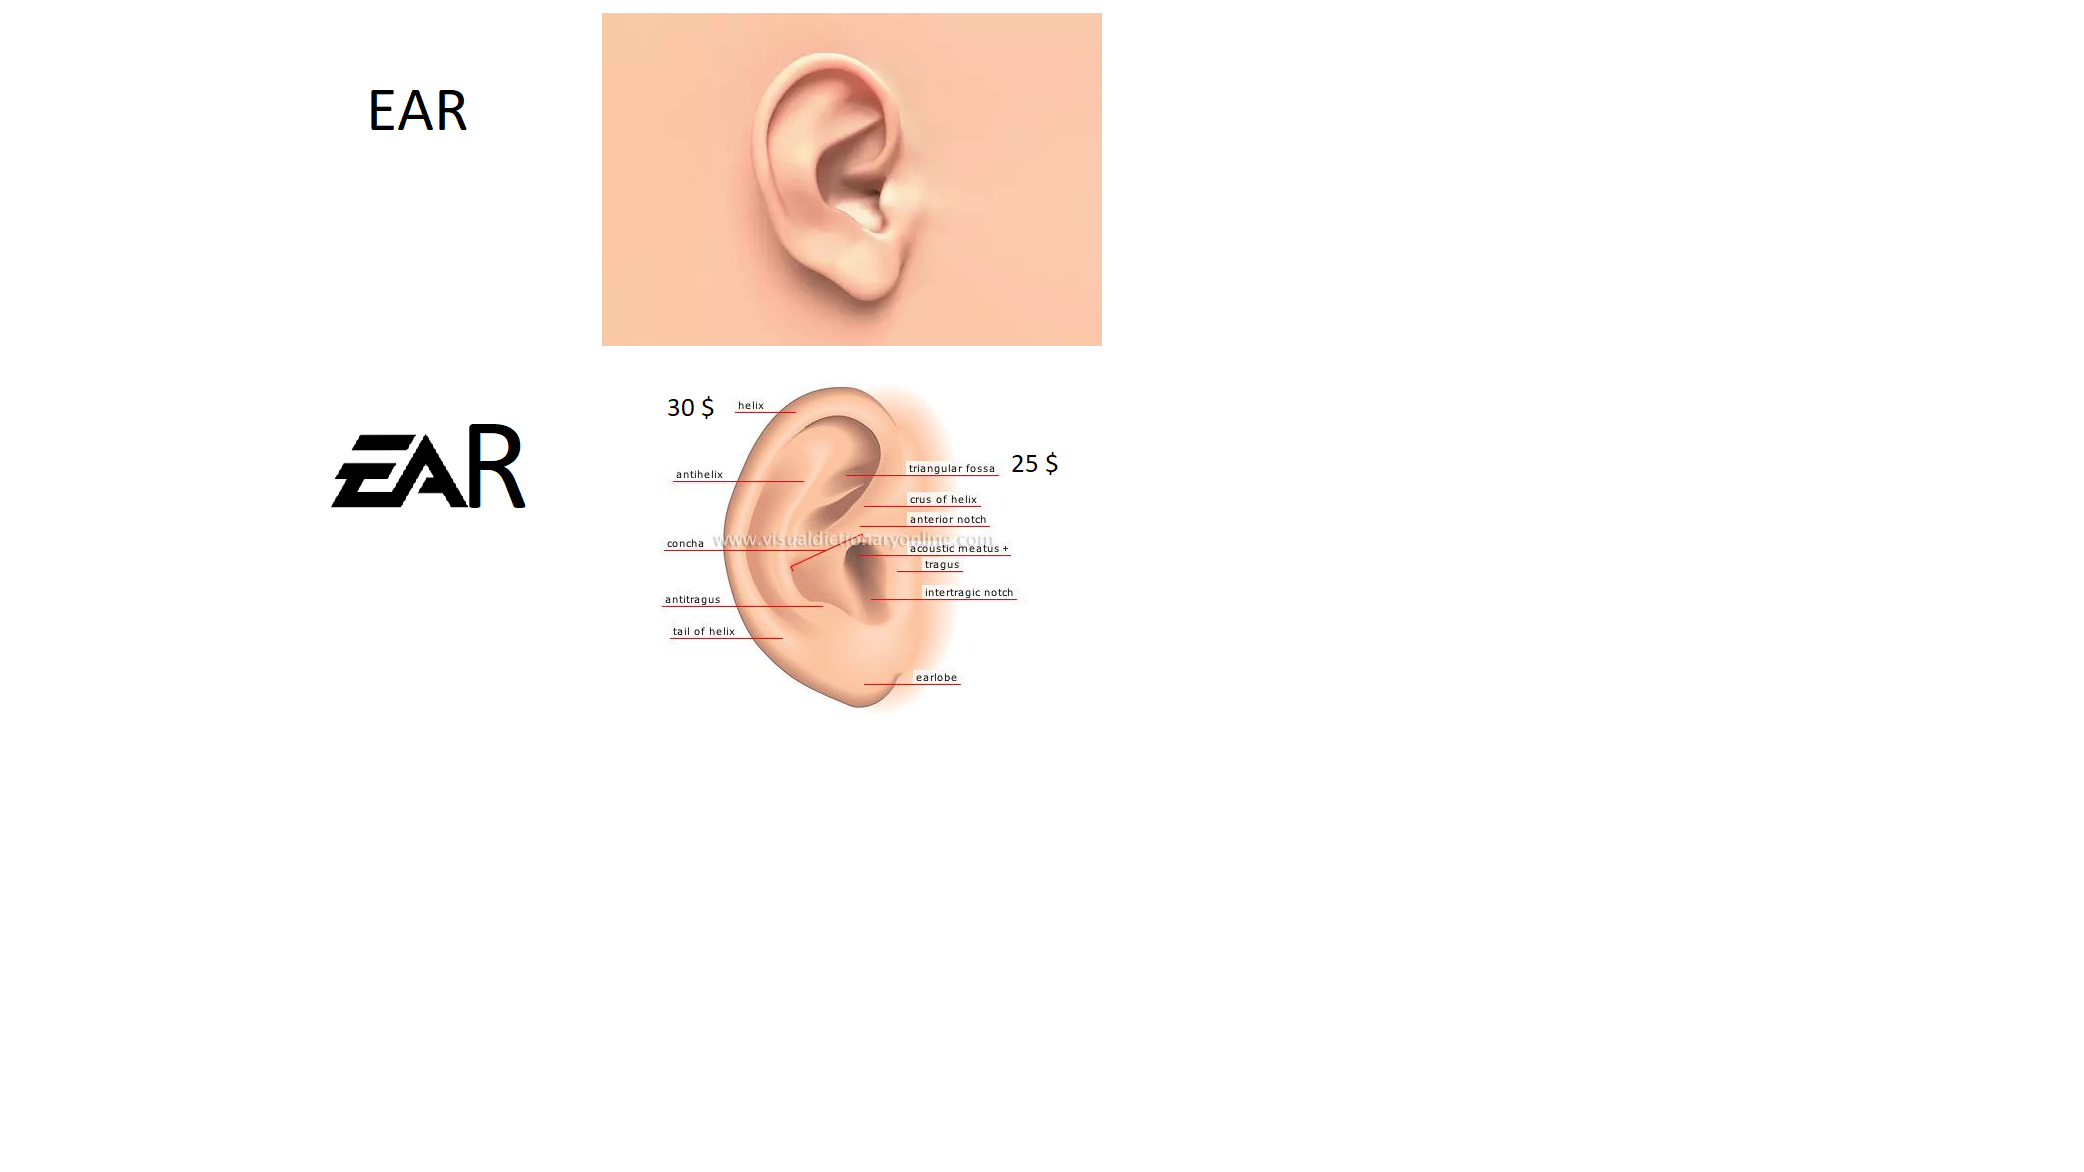 EAR
EAR
30 $
helix
antihelix
triangular fossa
25 $
crus of helix
anterior notch
www.visualdictionaryonline.com
concha
acoustic meatus +
tragus
antitragus
intertragic notch
tail of helix
earlobe